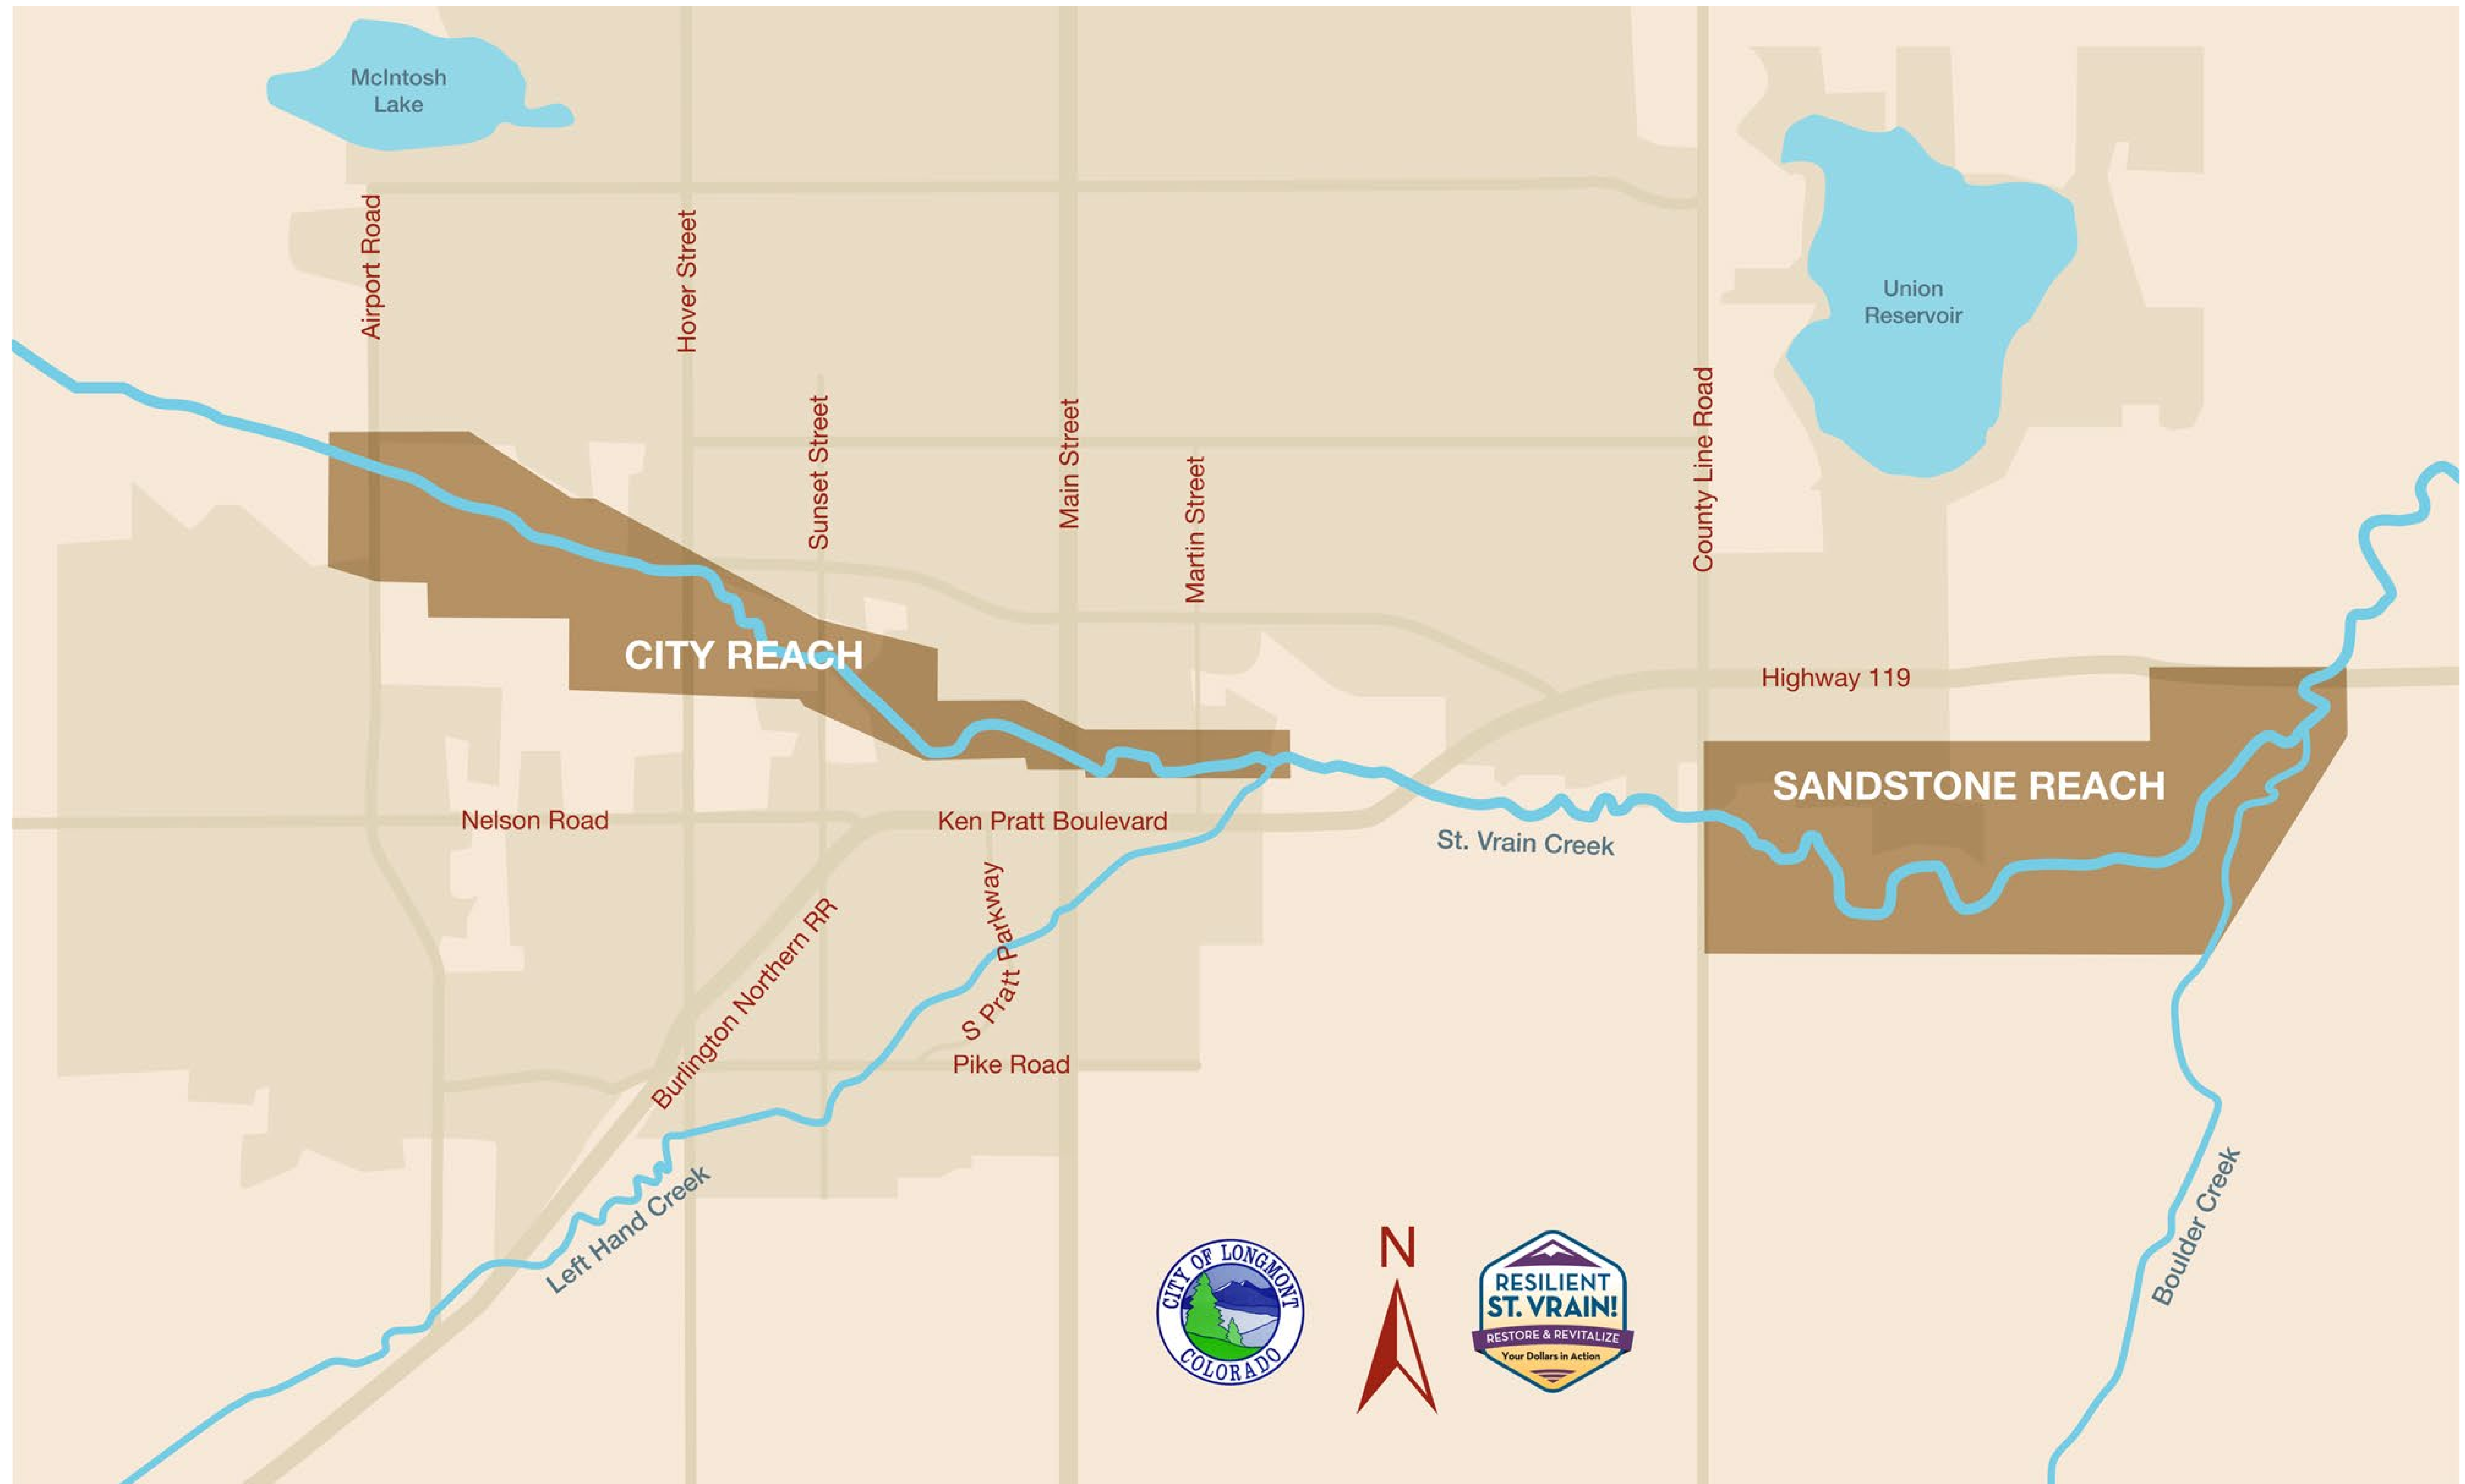 McIntosh
Lake
Union
Reservoir
Airport Road
Hover Street
Sunset Street
Main Street
Martin Street
County Line Road
CITY REACH
Highway 119
SANDSTONE REACH
Nelson Road
Ken Pratt Boulevard
St. Vrain Creek
S Pratt Parkway
Burlington Northern RR
Pike Road
Left Hand Creek
Boulder Creek
CITY OF LONGMONT
COLORADO
N
RESILIENT
ST. VRAIN!
RESTORE & REVITALIZE
Your Dollars in Action